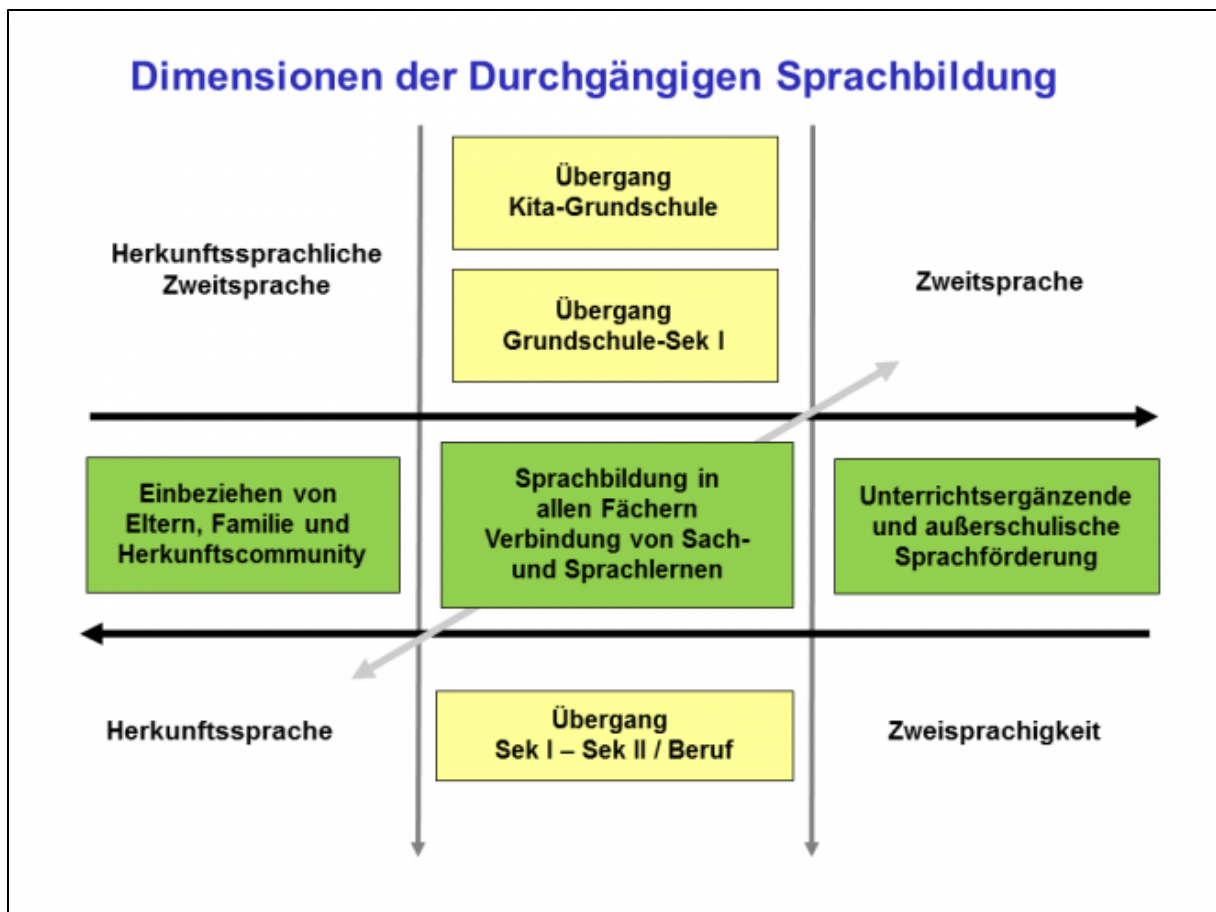 Dimensionen der Durchgängigen Sprachbildung
Übergang
Kita-Grundschule
Herkunftssprachliche
Zweitsprache
Übergang
Grundschule-Sek I
Zweitsprache
Einbeziehen von
Eltern, Familie und
Herkunftscommunity
Sprachbildung in
allen Fächern
Verbindung von Sach-
und Sprachlernen
Unterrichtsergänzende
und außerschulische
Sprachförderung
Herkunftssprache
Übergang
Sek I – Sek II / Beruf
Zweisprachigkeit